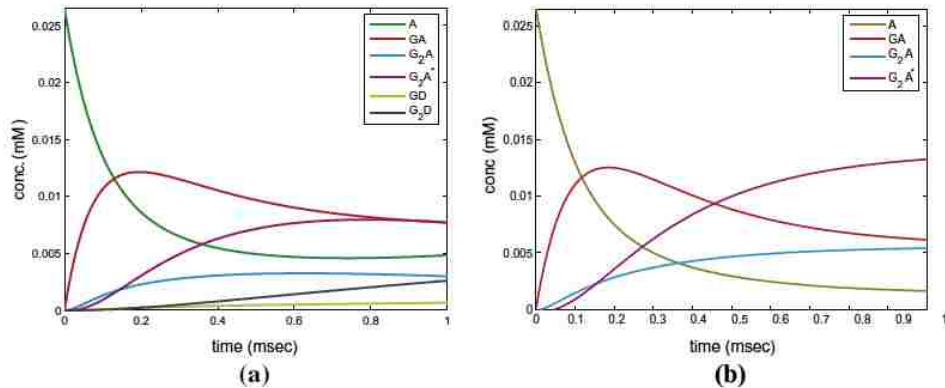 0.025
0.02
0.015
0.01
0.005
0
conc. (mM)
A
GA
G2A
G2A*
GD
G2D
0 0.2 0.4 0.6 0.8 1
time (msec)
(a)
0.025
0.02
0.015
0.01
0.005
0
conc (mM)
A
GA
G2A
G2A*
0 0.1 0.2 0.3 0.4 0.5 0.6 0.7 0.8 0.9 1
time (msec)
(b)